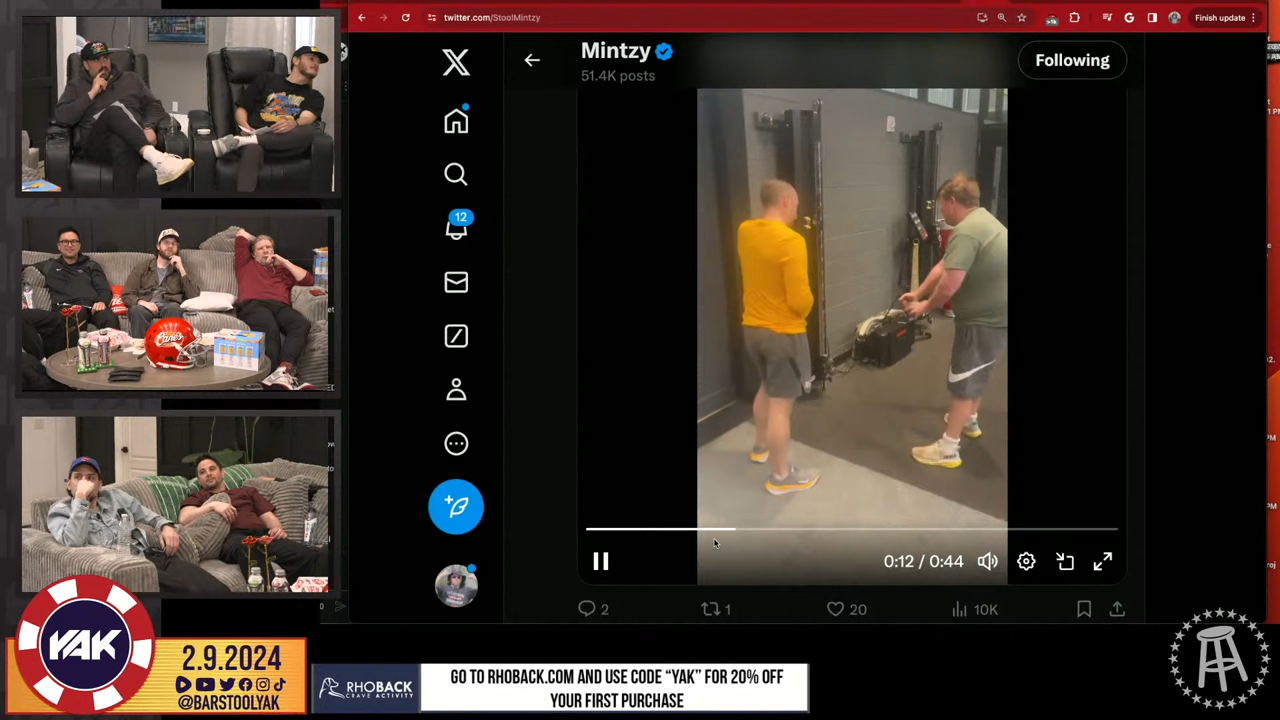 twitter.com/StoolMintzy
Finish update
Mintzy
51.4K posts
Following
12
0:12 / 0:44
2
1
20
10K
Canes
YAK
2.9.2024
@BARSTOOLYAK
RHOBACK
CRAVE ACTIVITY
GO TO RHOBACK.COM AND USE CODE “YAK” FOR 20% OFF
YOUR FIRST PURCHASE